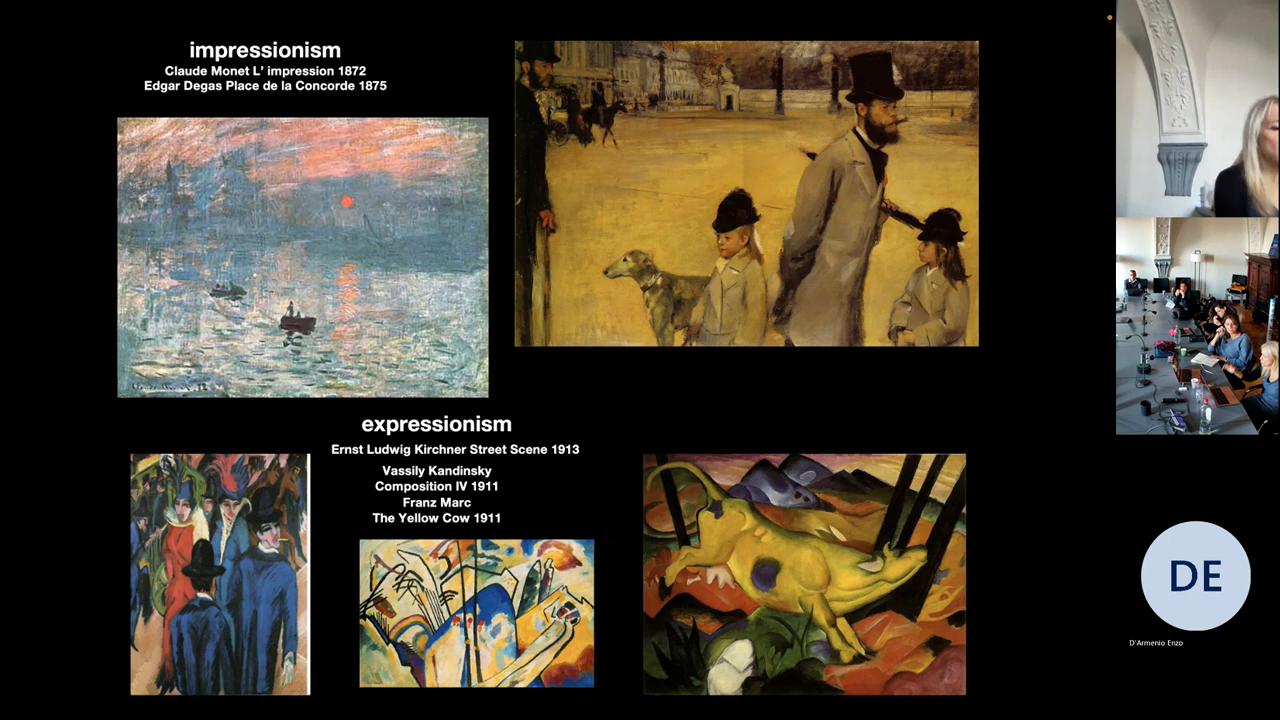 impressionism
Claude Monet L’ impression 1872
Edgar Degas Place de la Concorde 1875
expressionism
Ernst Ludwig Kirchner Street Scene 1913
Vassily Kandinsky
Composition IV 1911
Franz Marc
The Yellow Cow 1911
DE
D'Armenio Enzo